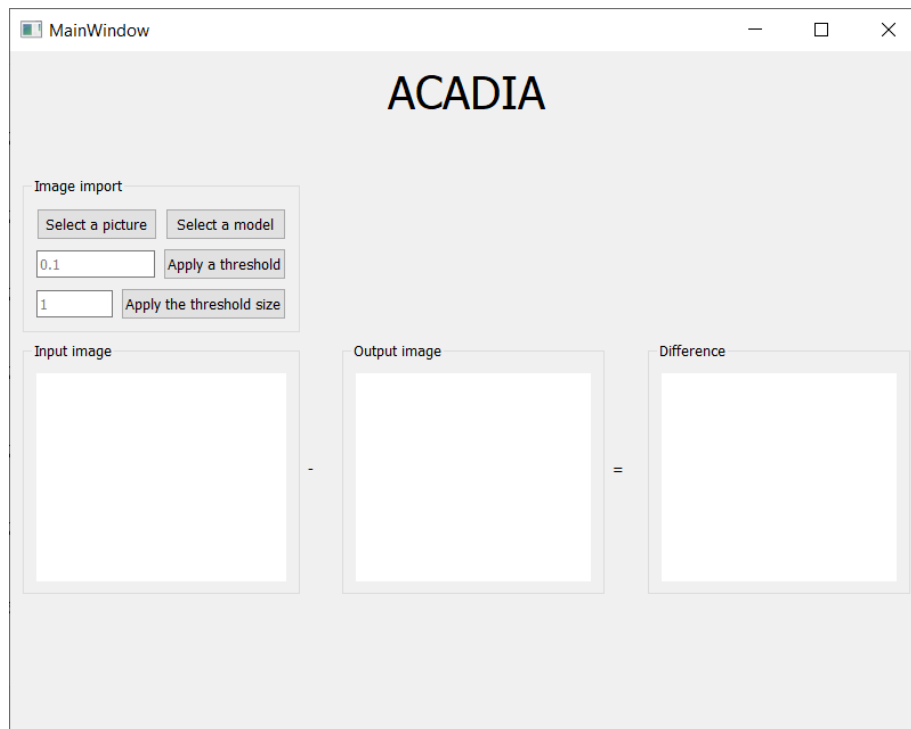 MainWindow
ACADIA
Image import
Select a picture Select a model
0.1 Apply a threshold
1 Apply the threshold size
Input image Output image Difference
- =